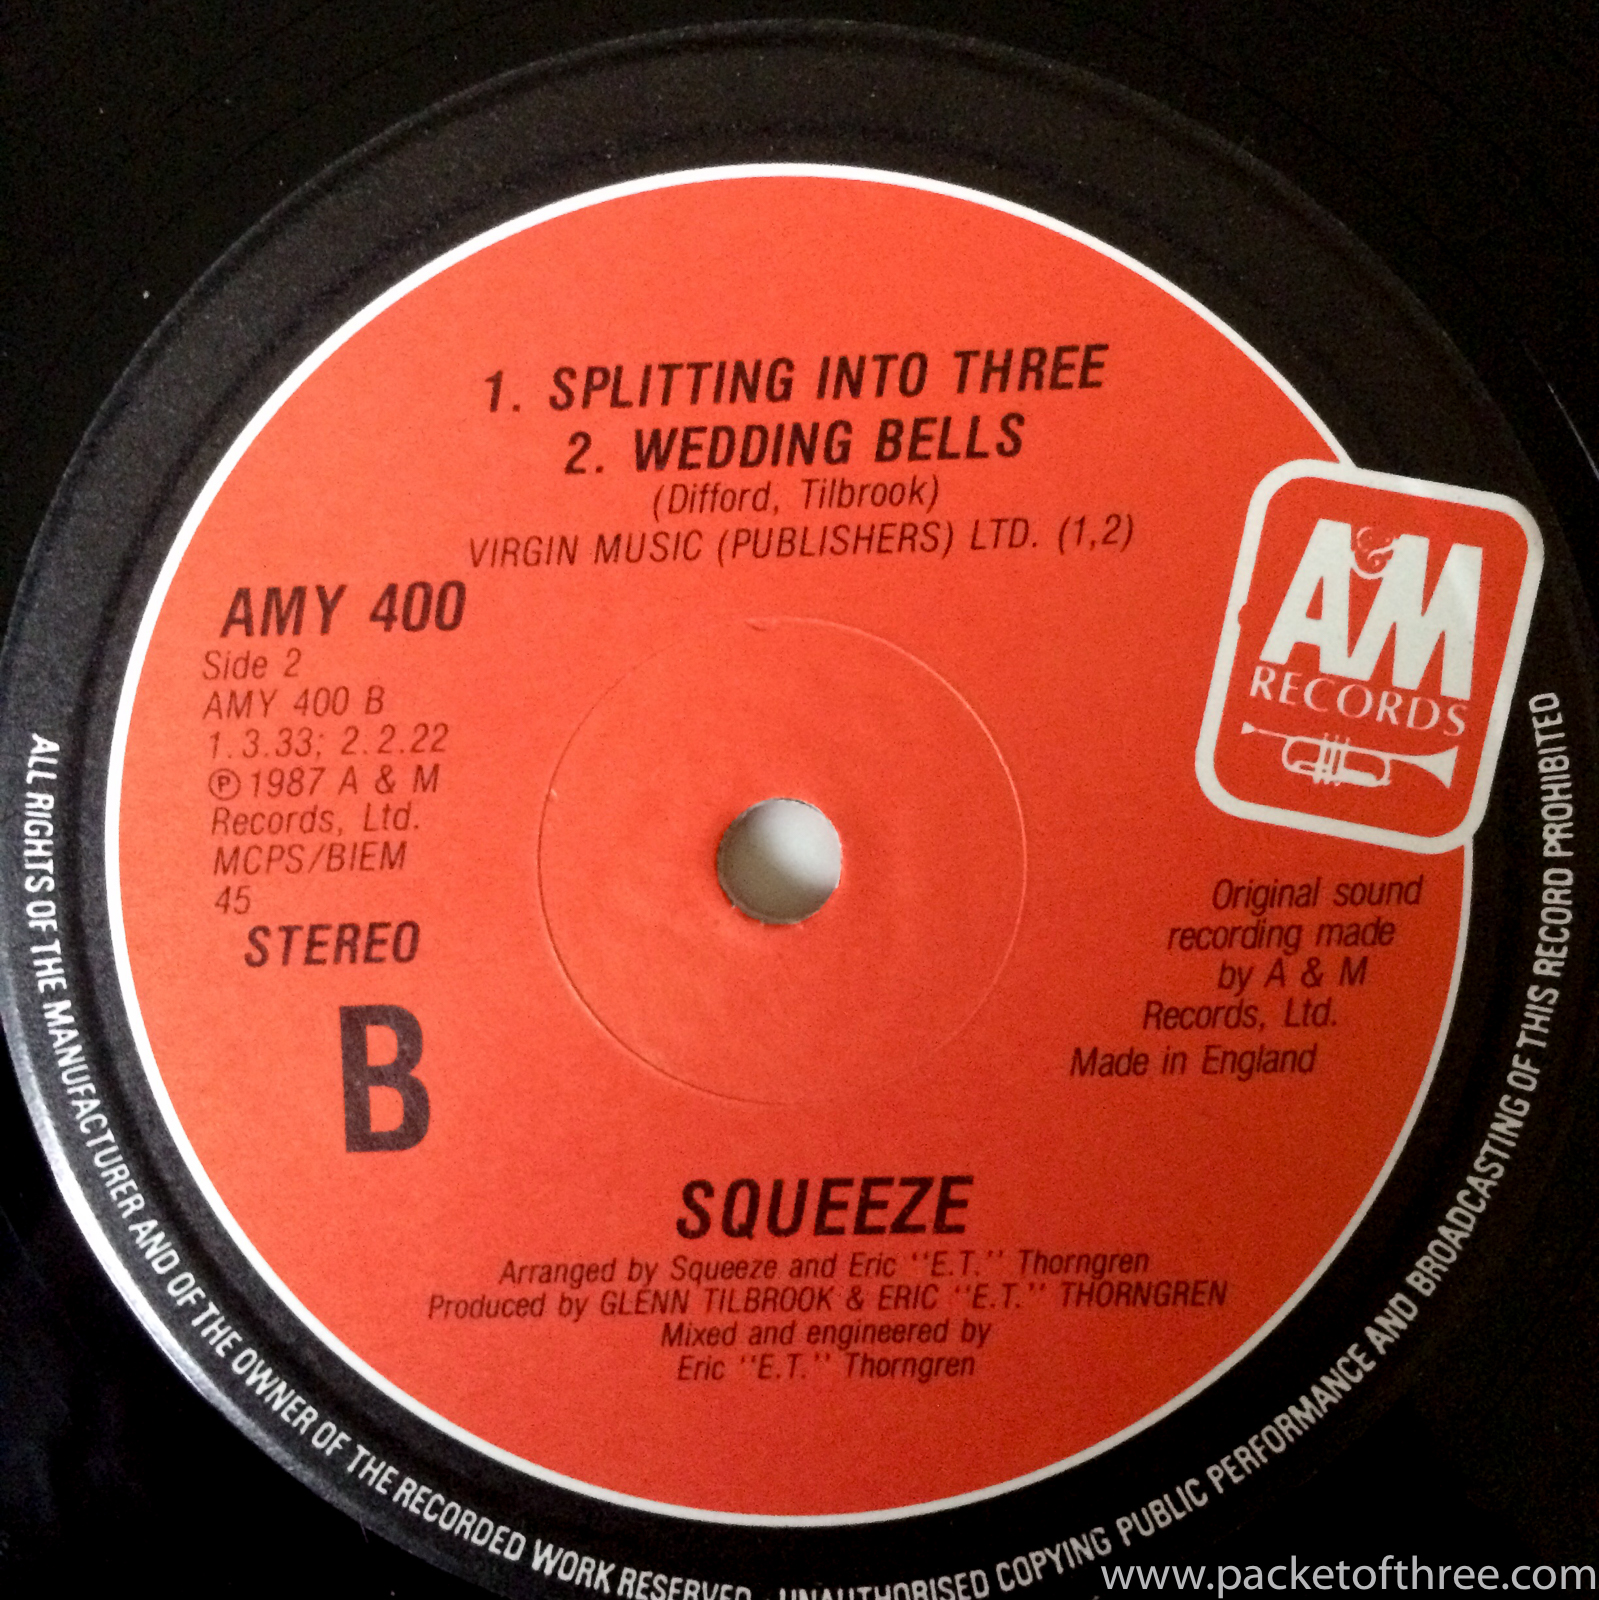 1. SPLITTING INTO THREE
2. WEDDING BELLS
(Difford, Tilbrook)
VIRGIN MUSIC (PUBLISHERS) LTD. (1,2)
AMY 400
Side 2
AMY 400 B
1.3.33; 2.2.22
℗ 1987 A & M
Records, Ltd.
MCPS/BIEM
45
STEREO
B
A&M
RECORDS
Original sound
recording made
by A & M
Records, Ltd.
Made in England
SQUEEZE
Arranged by Squeeze and Eric "E.T." Thorngren
Produced by GLENN TILBROOK & ERIC "E.T." THORNGREN
Mixed and engineered by
Eric "E.T." Thorngren
ALL RIGHTS OF THE MANUFACTURER AND OF THE OWNER OF THE RECORDED WORK RESERVED · UNAUTHORISED COPYING PUBLIC PERFORMANCE AND BROADCASTING OF THIS RECORD PROHIBITED
www.packetofthree.com